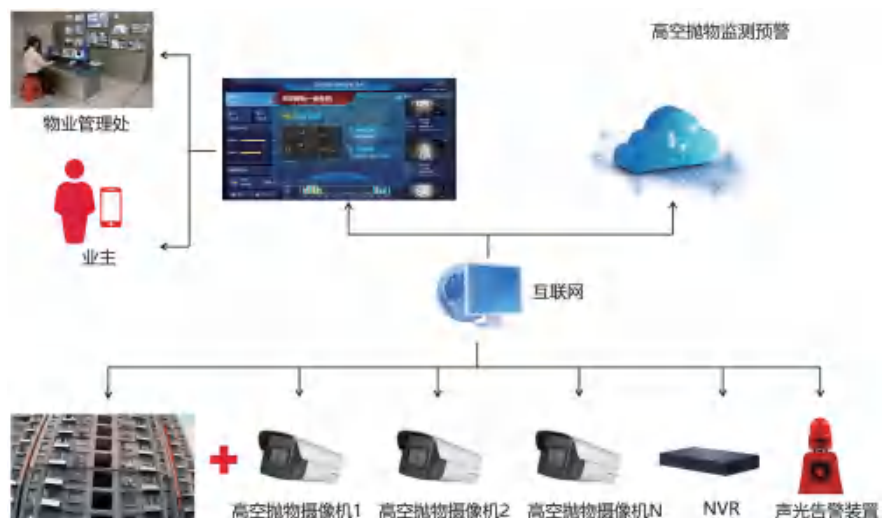 高空抛物监测预警
物业管理处
业主
互联网
高空抛物摄像机1
高空抛物摄像机2
高空抛物摄像机N
NVR
声光告警装置